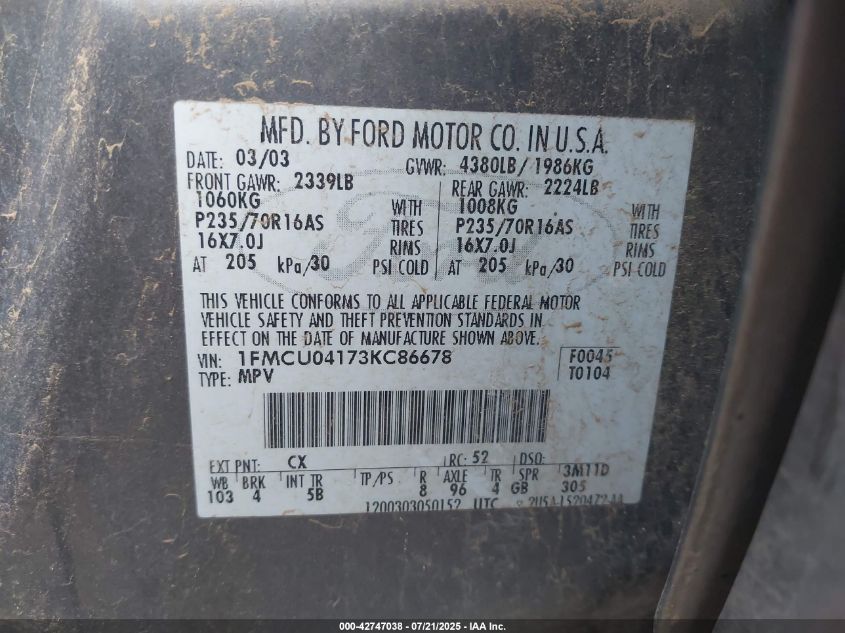 MFD. BY FORD MOTOR CO. IN U.S.A.
DATE: 03/03 GVWR: 4380LB/ 1986KG
FRONT GAWR: 2339LB REAR GAWR: 2224LB
1060KG WITH 1008KG WITH
P235/70R16AS TIRES P235/70R16AS TIRES
16X7.0J RIMS 16X7.0J RIMS
AT 205 kPa/30 PSI COLD AT 205 kPa/30 PSI COLD
THIS VEHICLE CONFORMS TO ALL APPLICABLE FEDERAL MOTOR
VEHICLE SAFETY AND THEFT PREVENTION STANDARDS IN
EFFECT ON THE DATE OF MANUFACTURE SHOWN ABOVE.
VIN: 1FMCU04173KC86678 F0045
TYPE: MPV T0104
EXT PNT: CX RC: 52 DSO:
WB BRK INT TR TP/PS R AXLE TR SPR 3M11D
103 4 5B 8 96 4 GB 305
1200303050152 UTC
000-42747038 - 07/21/2025 - IAA Inc.